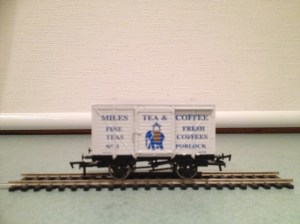 MILES TEA & COFFEE
FINE FRESH
TEAS COFFEES
No 3 PORLOCK